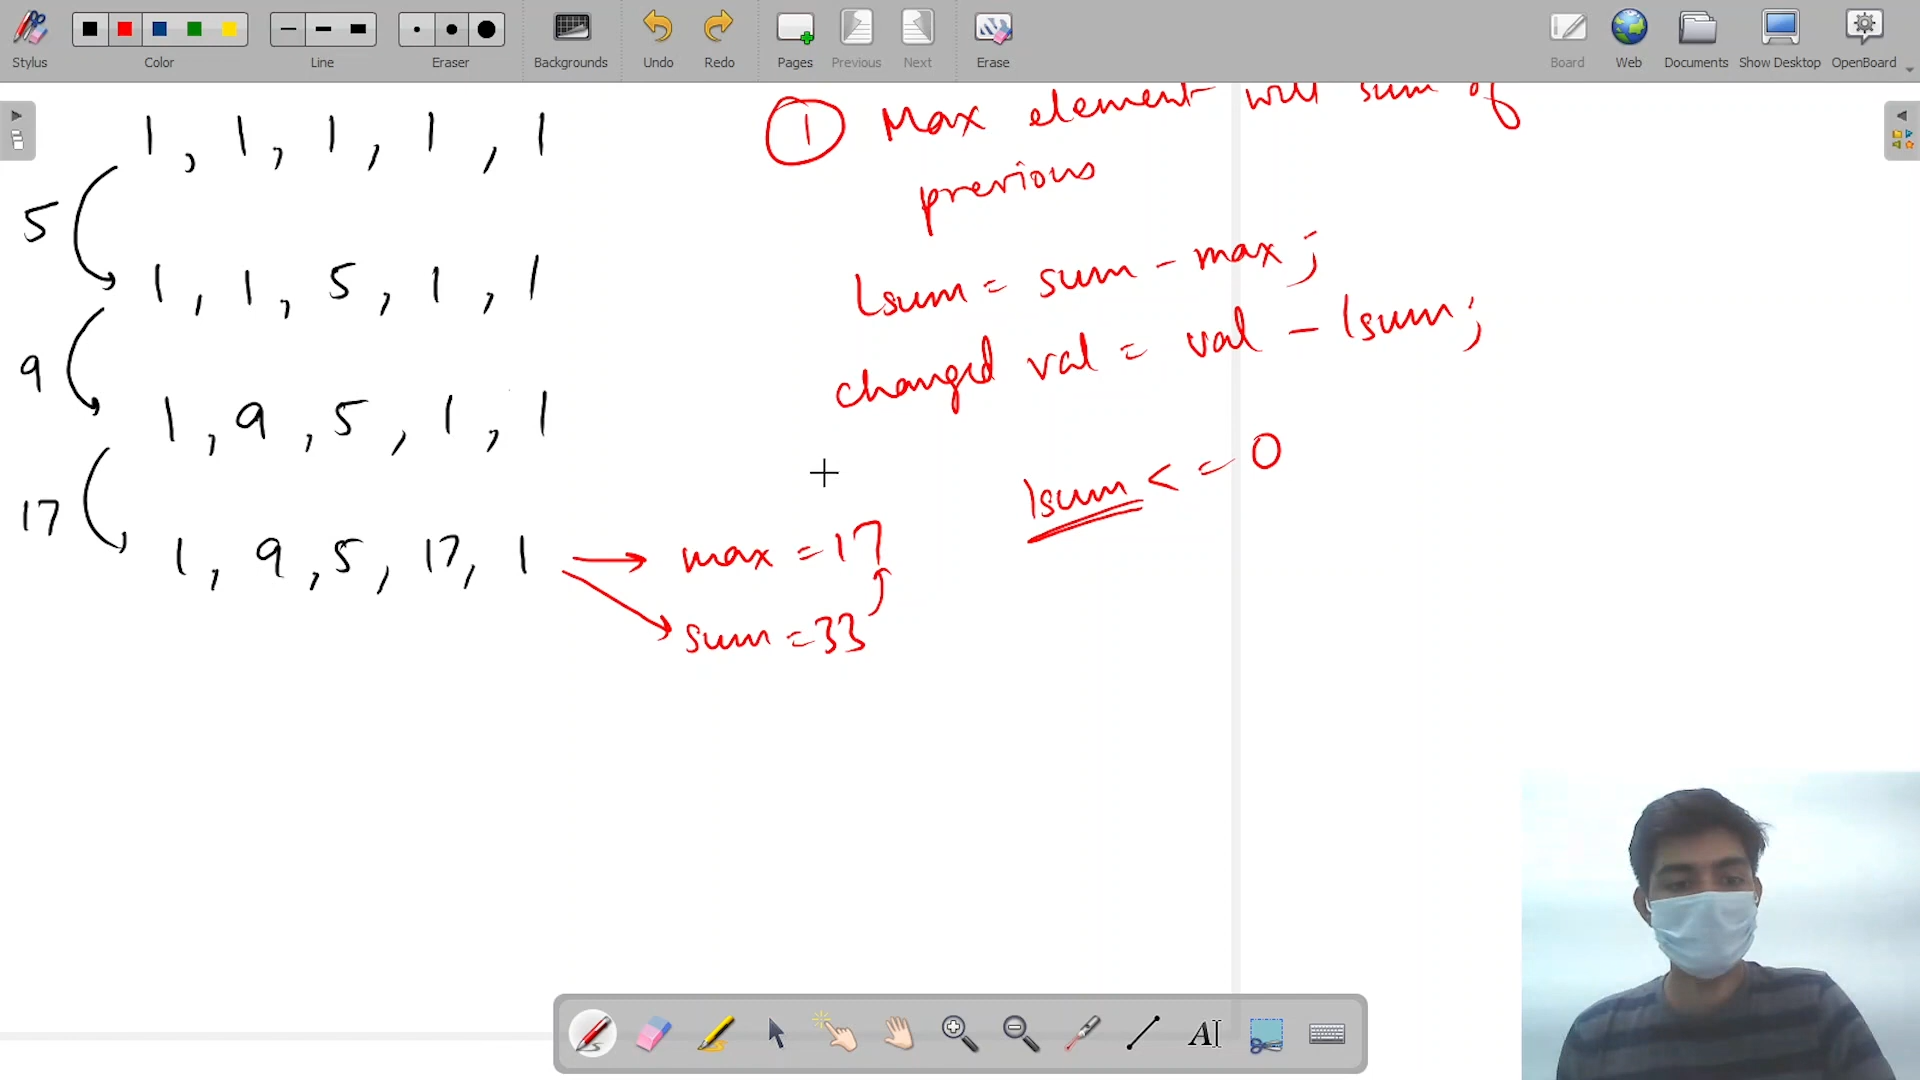 Stylus
Color
Line
Eraser
Backgrounds
Undo
Redo
Pages
Previous
Next
Erase
Board
Web
Documents
Show Desktop
OpenBoard
1, 1, 1, 1, 1
5
1, 1, 5, 1, 1
9
1, 9, 5, 1, 1
17
1, 9, 5, 17, 1
max = 17
sum = 33
1 Max element will sum of
previous
lsum = sum - max;
changed val = val - lsum;
lsum <= 0
AI